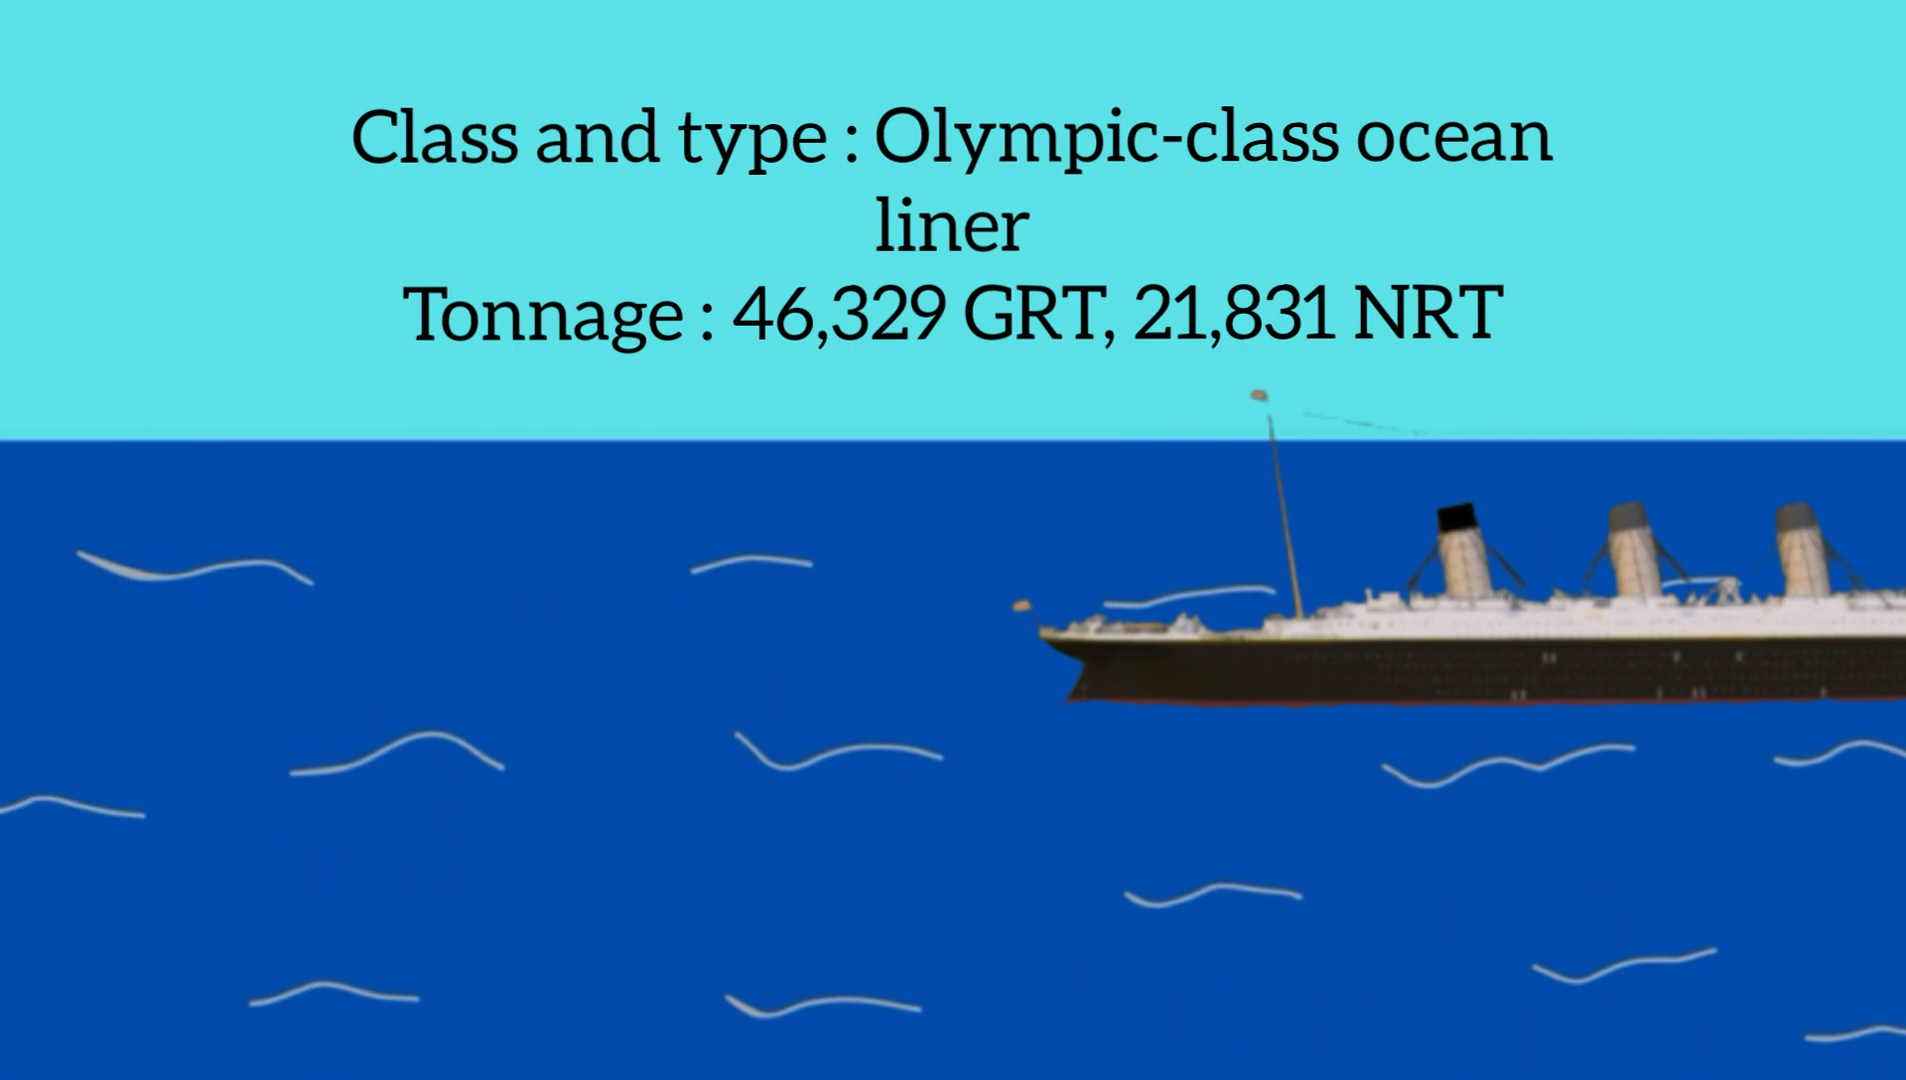 Class and type : Olympic-class ocean
liner
Tonnage : 46,329 GRT, 21,831 NRT